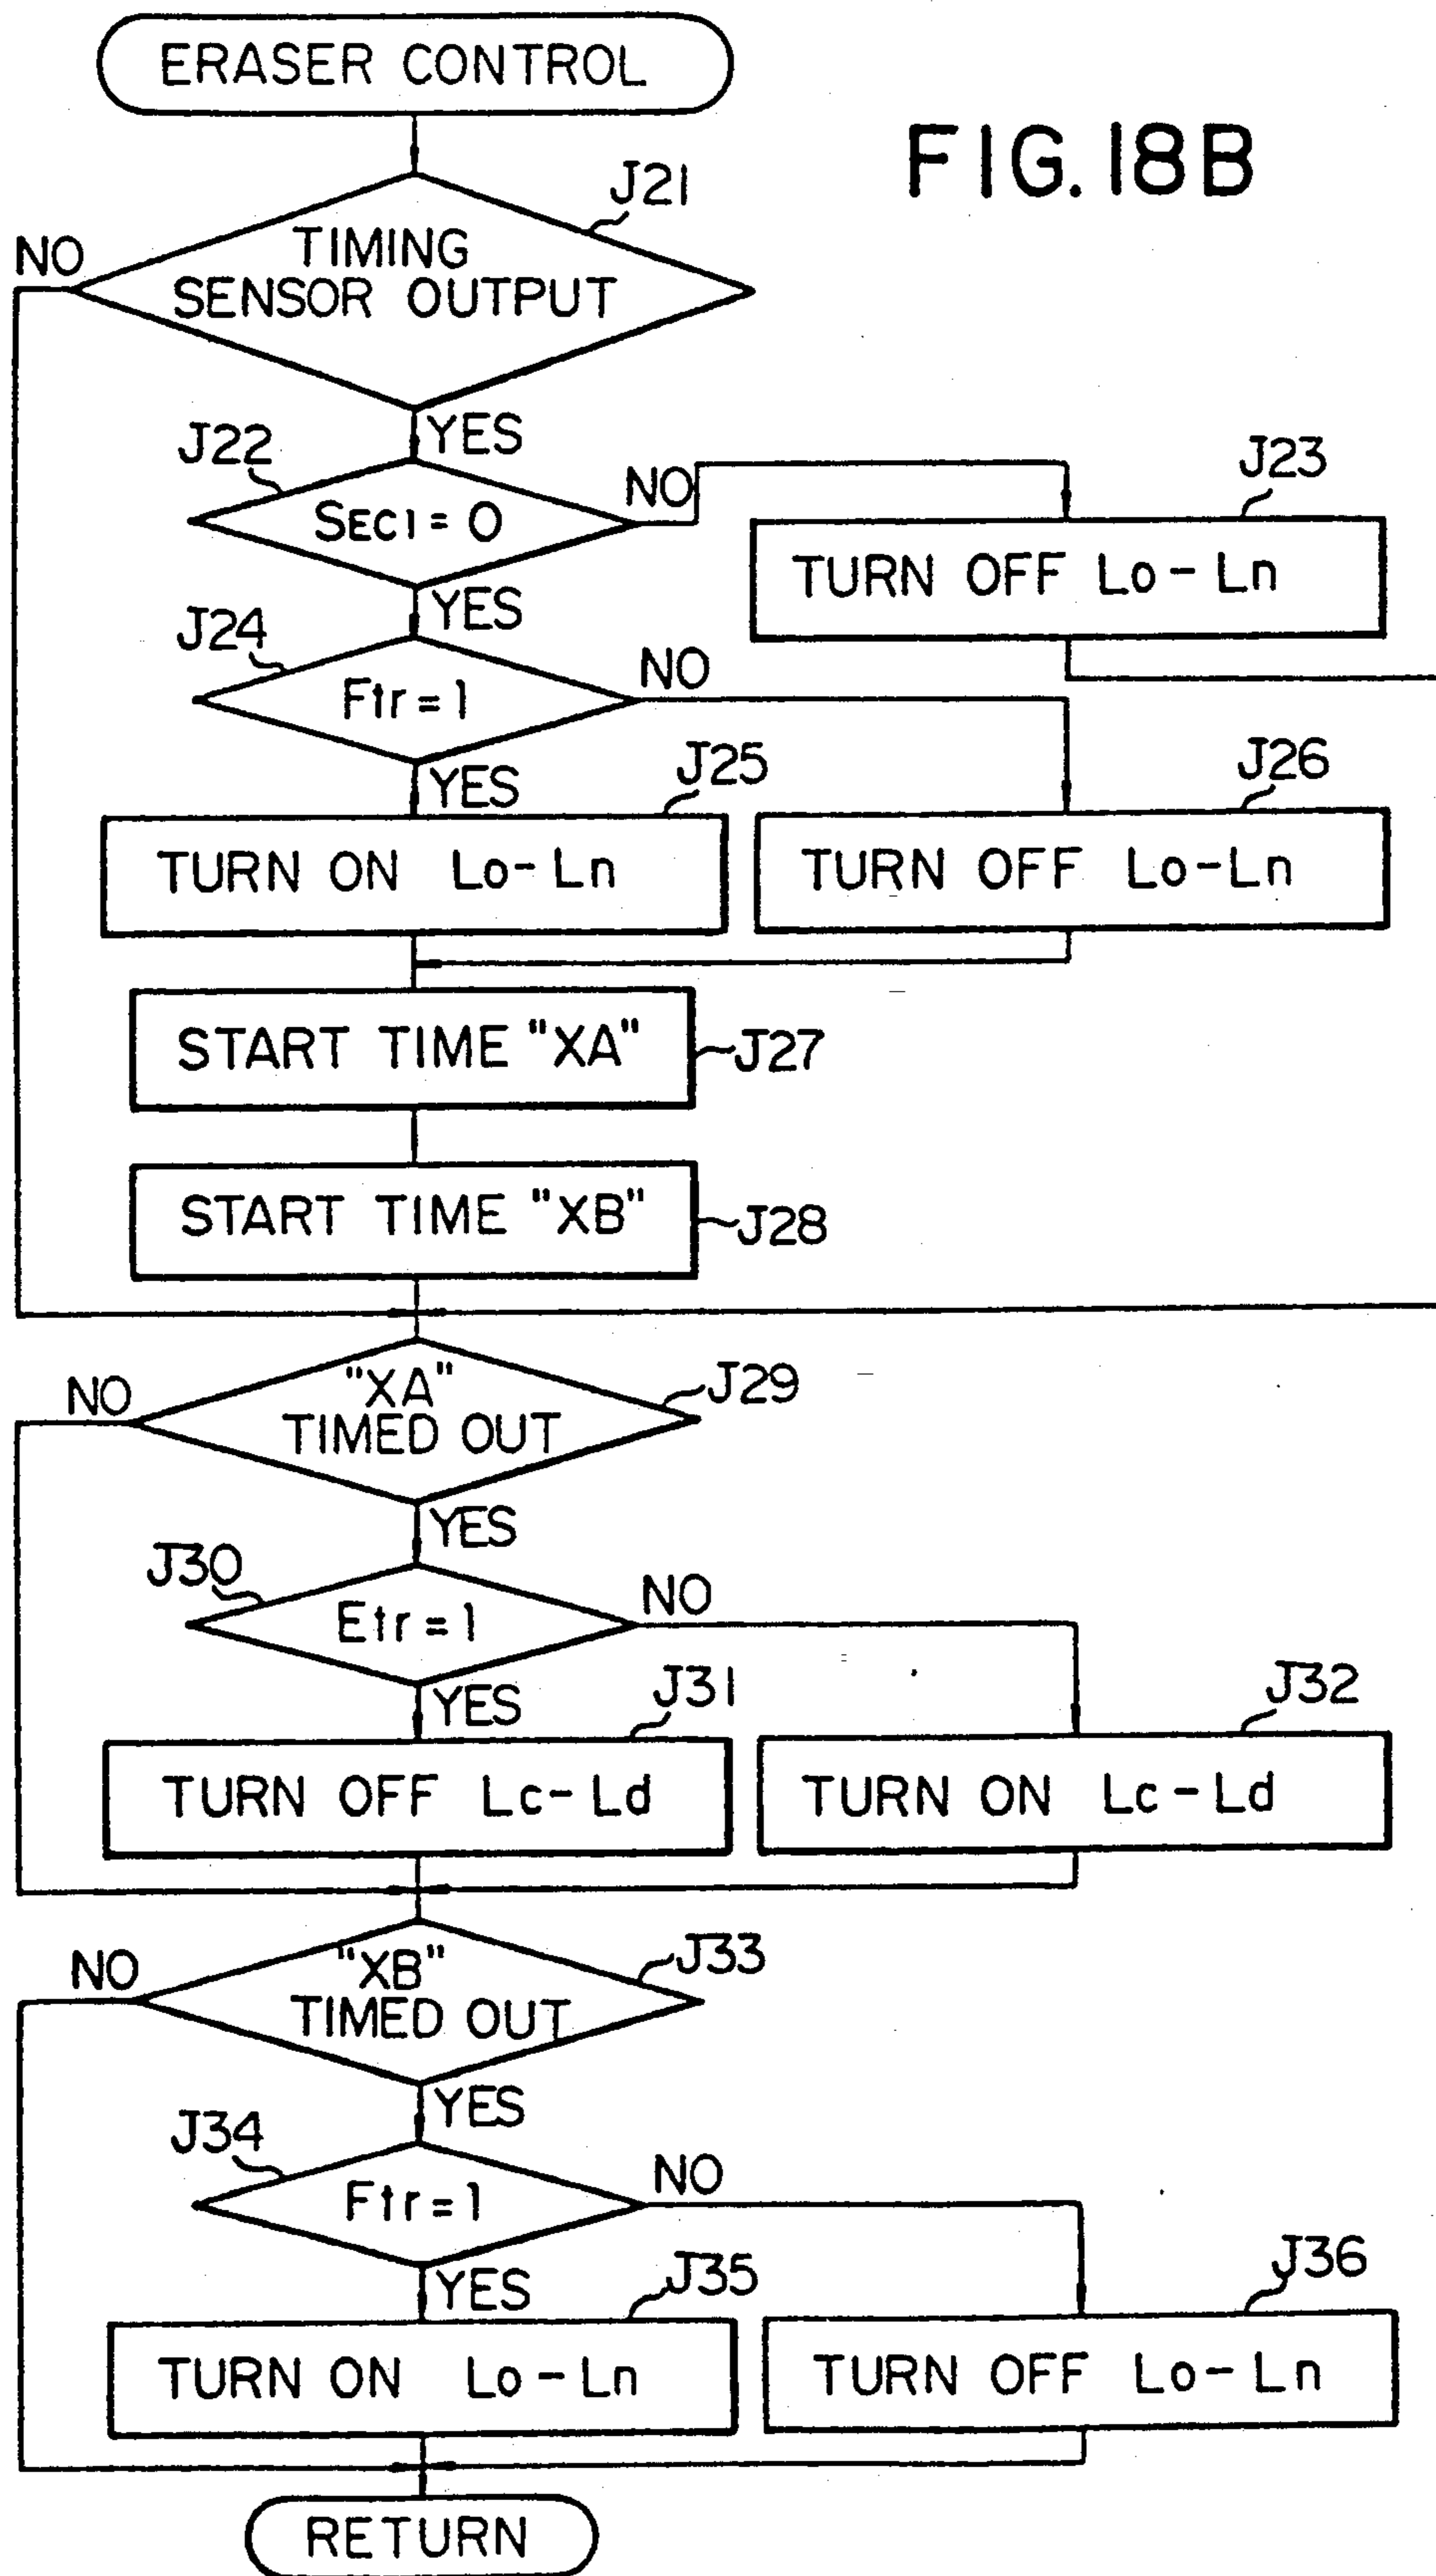 ERASER CONTROL
FIG. 18B
J21
NO
TIMING
SENSOR OUTPUT
YES
J22
SEC1 = 0
NO
J23
TURN OFF Lo - Ln
YES
J24
Ftr = 1
NO
YES
J25
TURN ON Lo - Ln
J26
TURN OFF Lo - Ln
START TIME "XA"
J27
START TIME "XB"
J28
"XA"
TIMED OUT
NO
J29
YES
J30
Etr = 1
NO
YES
J31
TURN OFF Lc - Ld
J32
TURN ON Lc - Ld
"XB"
TIMED OUT
NO
J33
YES
J34
Ftr = 1
NO
YES
J35
TURN ON Lo - Ln
J36
TURN OFF Lo - Ln
RETURN